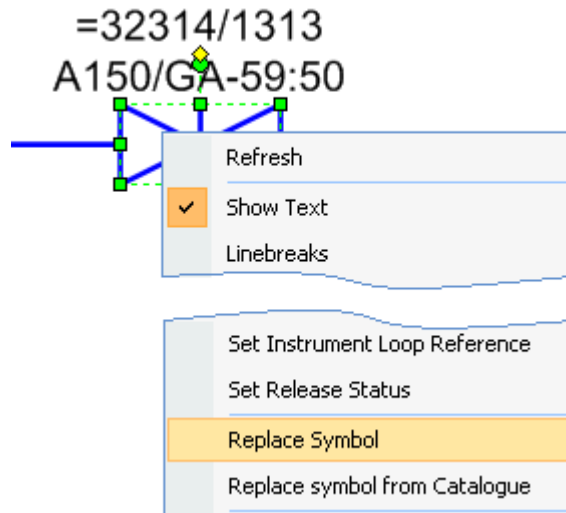 =32314/1313
A150/GA-59:50
Refresh
Show Text
Linebreaks
Set Instrument Loop Reference
Set Release Status
Replace Symbol
Replace symbol from Catalogue